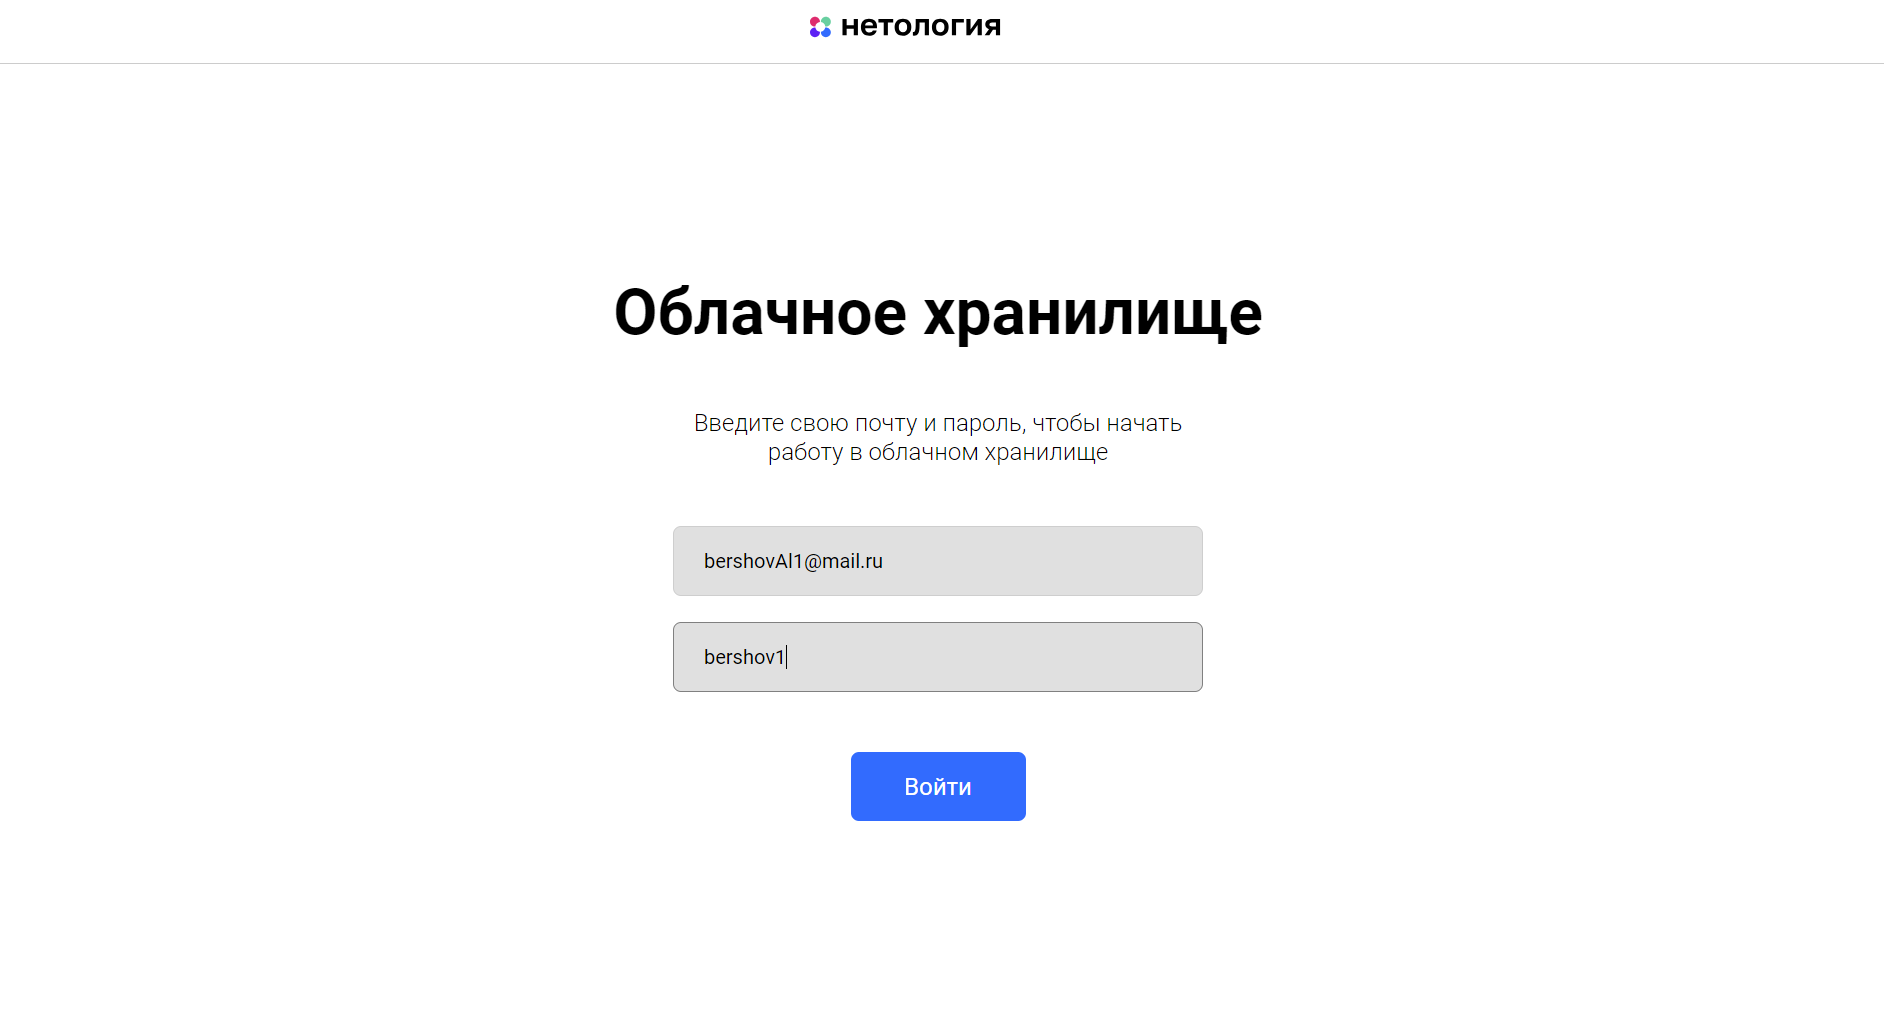 нетология
Облачное хранилище
Введите свою почту и пароль, чтобы начать
работу в облачном хранилище
bershovAl1@mail.ru
bershov1
Войти